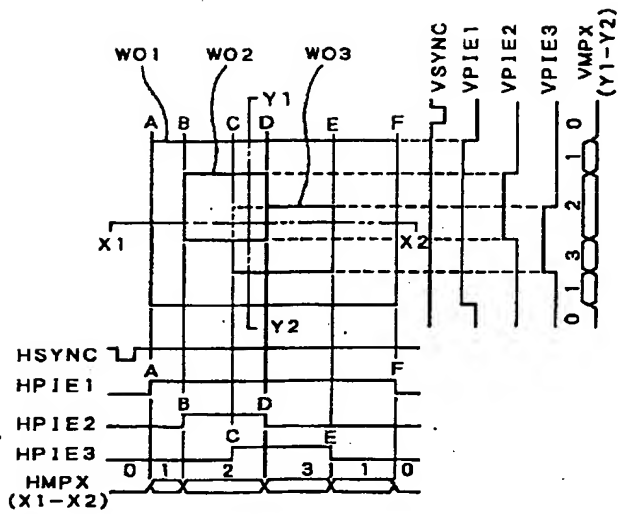 WO1 WO2 WO3
VSYNC
VPIE1
VPIE2
VPIE3
VMPX
(Y1-Y2)
A B C Y1 D E F
0
1
2
3
1
0
X1 X2
Y2
HSYNC
A F
HPIE1
B D
HPIE2
C E
HPIE3
0 1 2 3 1 0
HMPX
(X1-X2)